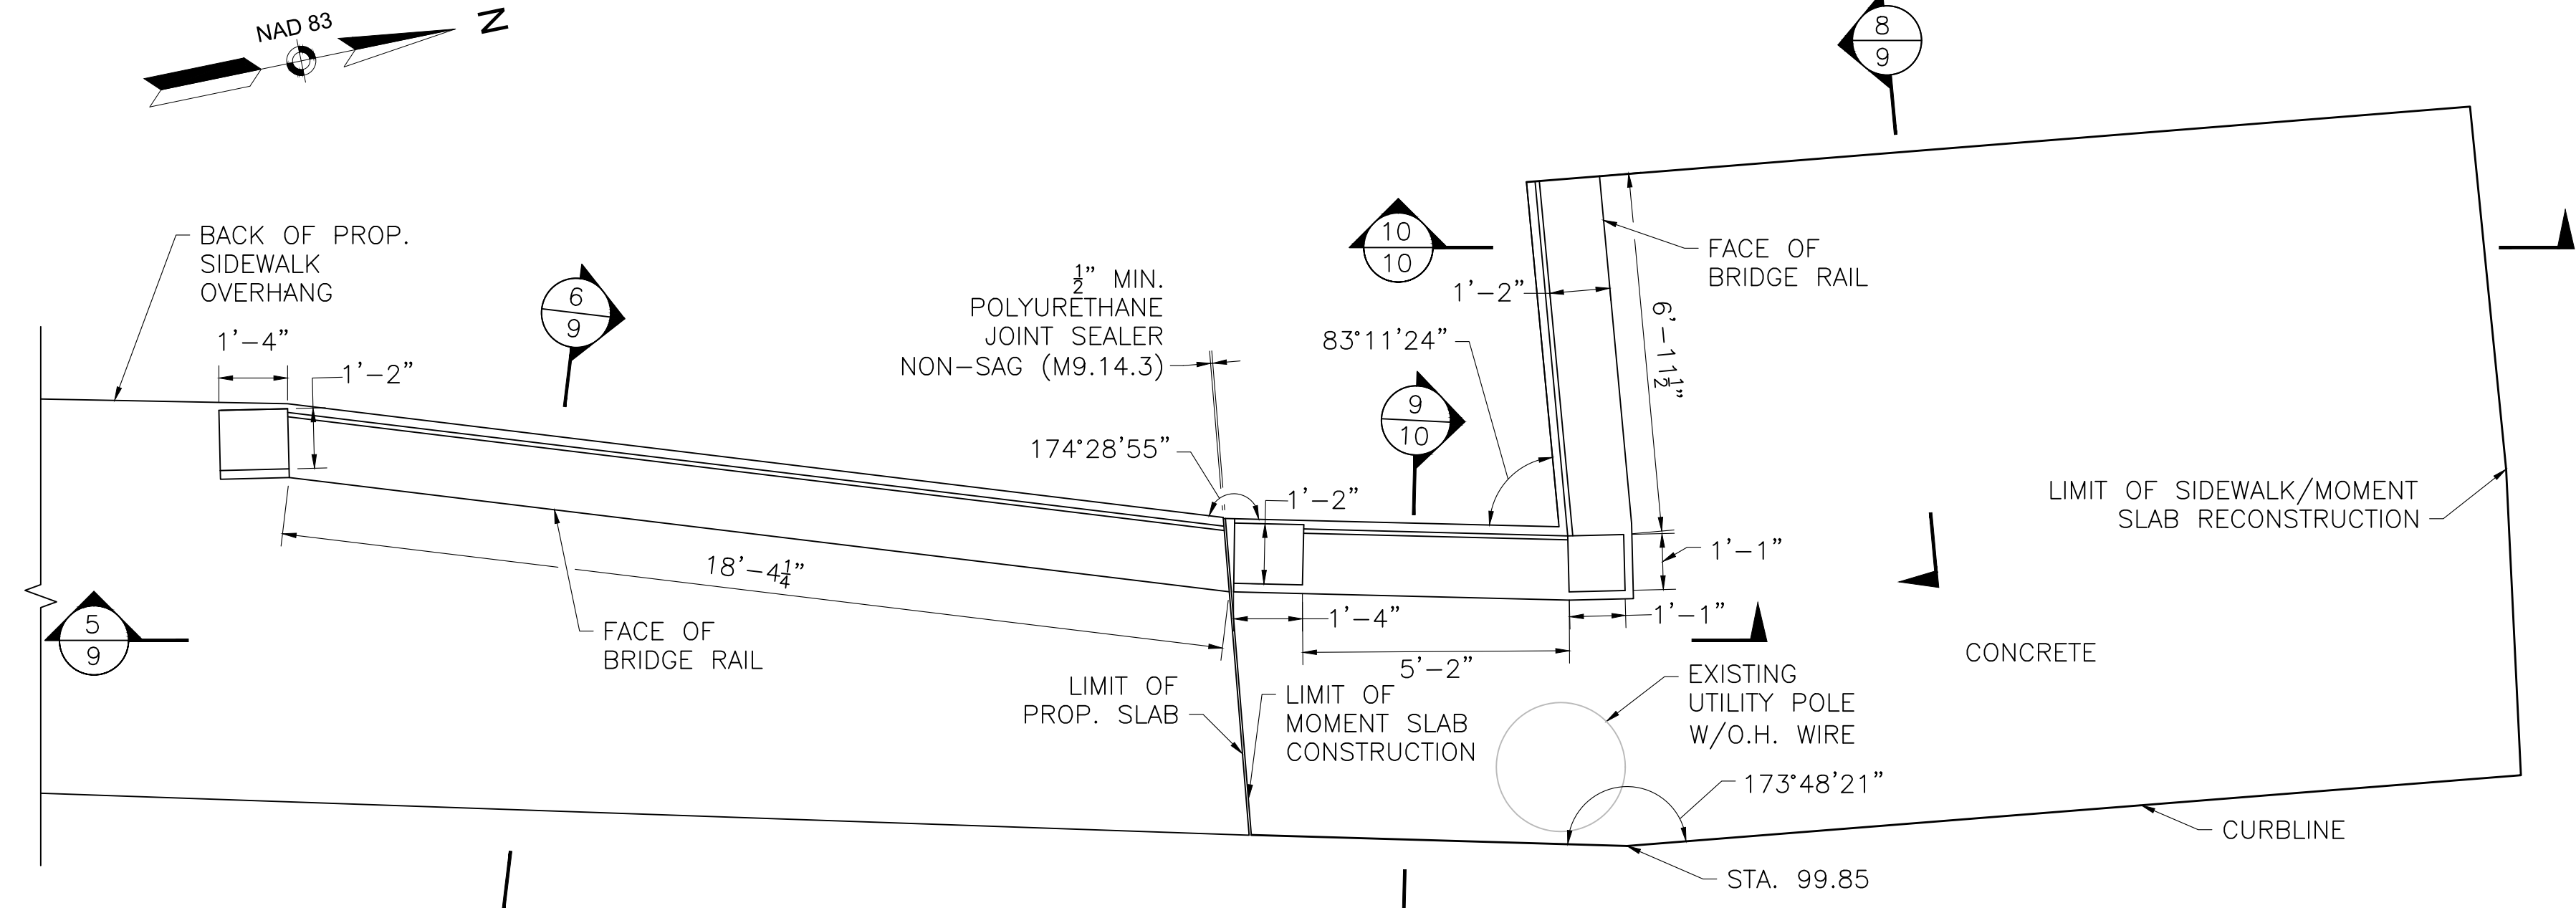 NAD 83
N
8
9
BACK OF PROP.
SIDEWALK
OVERHANG
1'-4"
1'-2"
6
9
½" MIN.
POLYURETHANE
JOINT SEALER
NON-SAG (M9.14.3)
10
10
1'-2"
FACE OF
BRIDGE RAIL
6'-11½"
83°11'24"
9
10
174°28'55"
1'-2"
LIMIT OF SIDEWALK/MOMENT
SLAB RECONSTRUCTION
1'-1"
18'-4¼"
5
9
FACE OF
BRIDGE RAIL
1'-4"
1'-1"
5'-2"
CONCRETE
LIMIT OF
PROP. SLAB
LIMIT OF
MOMENT SLAB
CONSTRUCTION
EXISTING
UTILITY POLE
W/O.H. WIRE
173°48'21"
CURBLINE
STA. 99.85